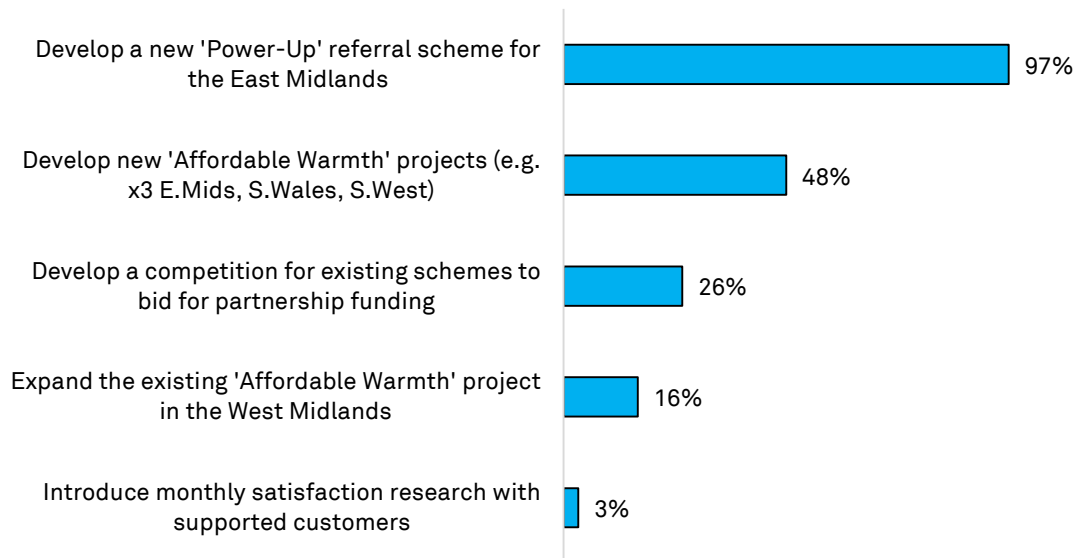 Develop a new 'Power-Up' referral scheme for
the East Midlands
97%
Develop new 'Affordable Warmth' projects (e.g.
x3 E.Mids, S.Wales, S.West)
48%
Develop a competition for existing schemes to
bid for partnership funding
26%
Expand the existing 'Affordable Warmth' project
in the West Midlands
16%
Introduce monthly satisfaction research with
supported customers
3%